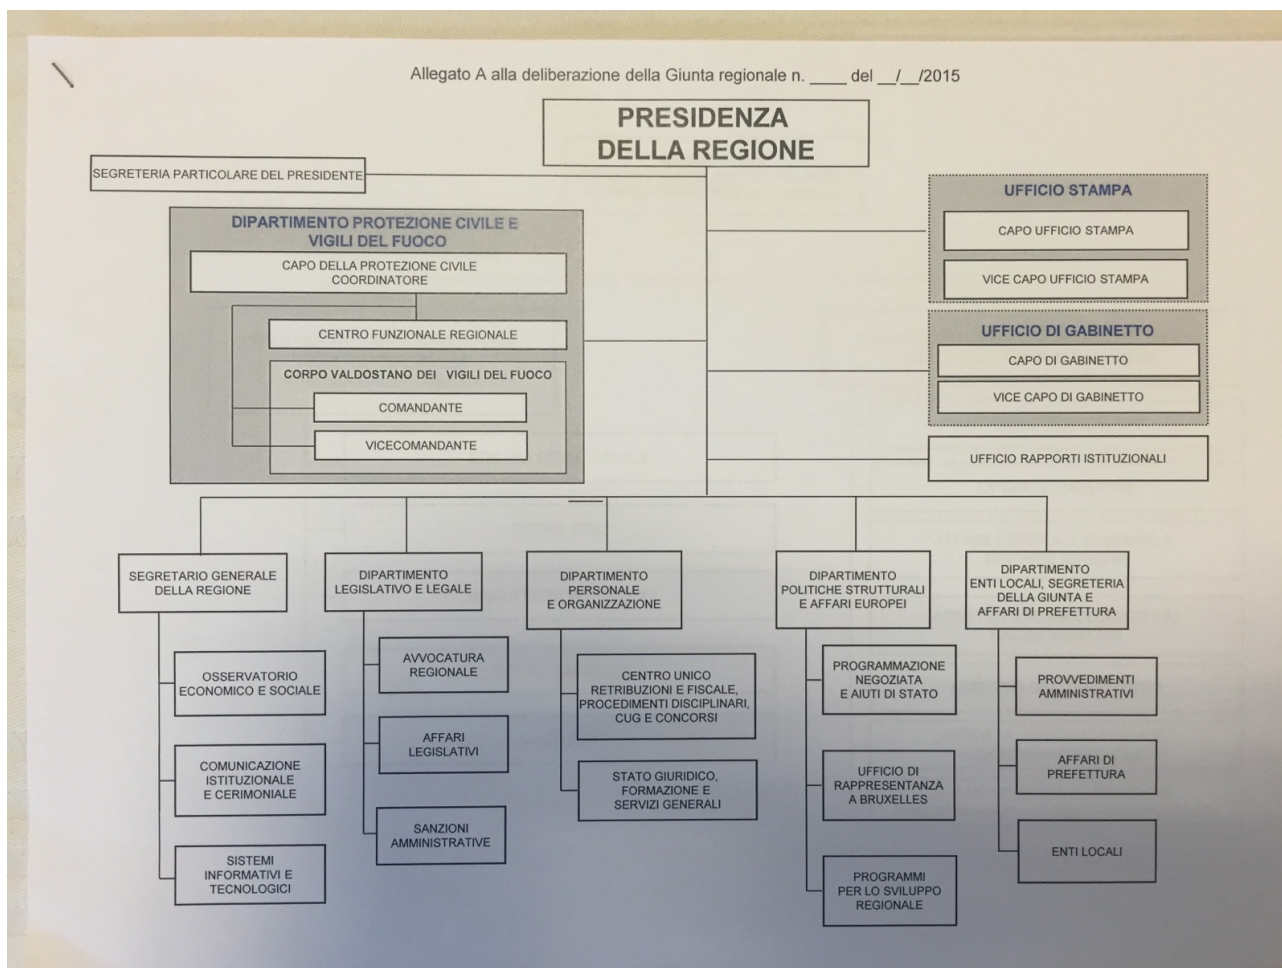 Allegato A alla deliberazione della Giunta regionale n. ____ del __/__/2015
PRESIDENZA
DELLA REGIONE
SEGRETERIA PARTICOLARE DEL PRESIDENTE
DIPARTIMENTO PROTEZIONE CIVILE E
VIGILI DEL FUOCO
CAPO DELLA PROTEZIONE CIVILE
COORDINATORE
CENTRO FUNZIONALE REGIONALE
CORPO VALDOSTANO DEI VIGILI DEL FUOCO
COMANDANTE
VICECOMANDANTE
UFFICIO STAMPA
CAPO UFFICIO STAMPA
VICE CAPO UFFICIO STAMPA
UFFICIO DI GABINETTO
CAPO DI GABINETTO
VICE CAPO DI GABINETTO
UFFICIO RAPPORTI ISTITUZIONALI
SEGRETARIO GENERALE
DELLA REGIONE
OSSERVATORIO
ECONOMICO E SOCIALE
COMUNICAZIONE
ISTITUZIONALE
E CERIMONIALE
SISTEMI
INFORMATIVI E
TECNOLOGICI
DIPARTIMENTO
LEGISLATIVO E LEGALE
AVVOCATURA
REGIONALE
AFFARI
LEGISLATIVI
SANZIONI
AMMINISTRATIVE
DIPARTIMENTO
PERSONALE
E ORGANIZZAZIONE
CENTRO UNICO
RETRIBUZIONI E FISCALE,
PROCEDIMENTI DISCIPLINARI,
CUG E CONCORSI
STATO GIURIDICO,
FORMAZIONE E
SERVIZI GENERALI
DIPARTIMENTO
POLITICHE STRUTTURALI
E AFFARI EUROPEI
PROGRAMMAZIONE
NEGOZIATA
E AIUTI DI STATO
UFFICIO DI
RAPPRESENTANZA
A BRUXELLES
PROGRAMMI
PER LO SVILUPPO
REGIONALE
DIPARTIMENTO
ENTI LOCALI, SEGRETERIA
DELLA GIUNTA E
AFFARI DI PREFETTURA
PROVVEDIMENTI
AMMINISTRATIVI
AFFARI DI
PREFETTURA
ENTI LOCALI